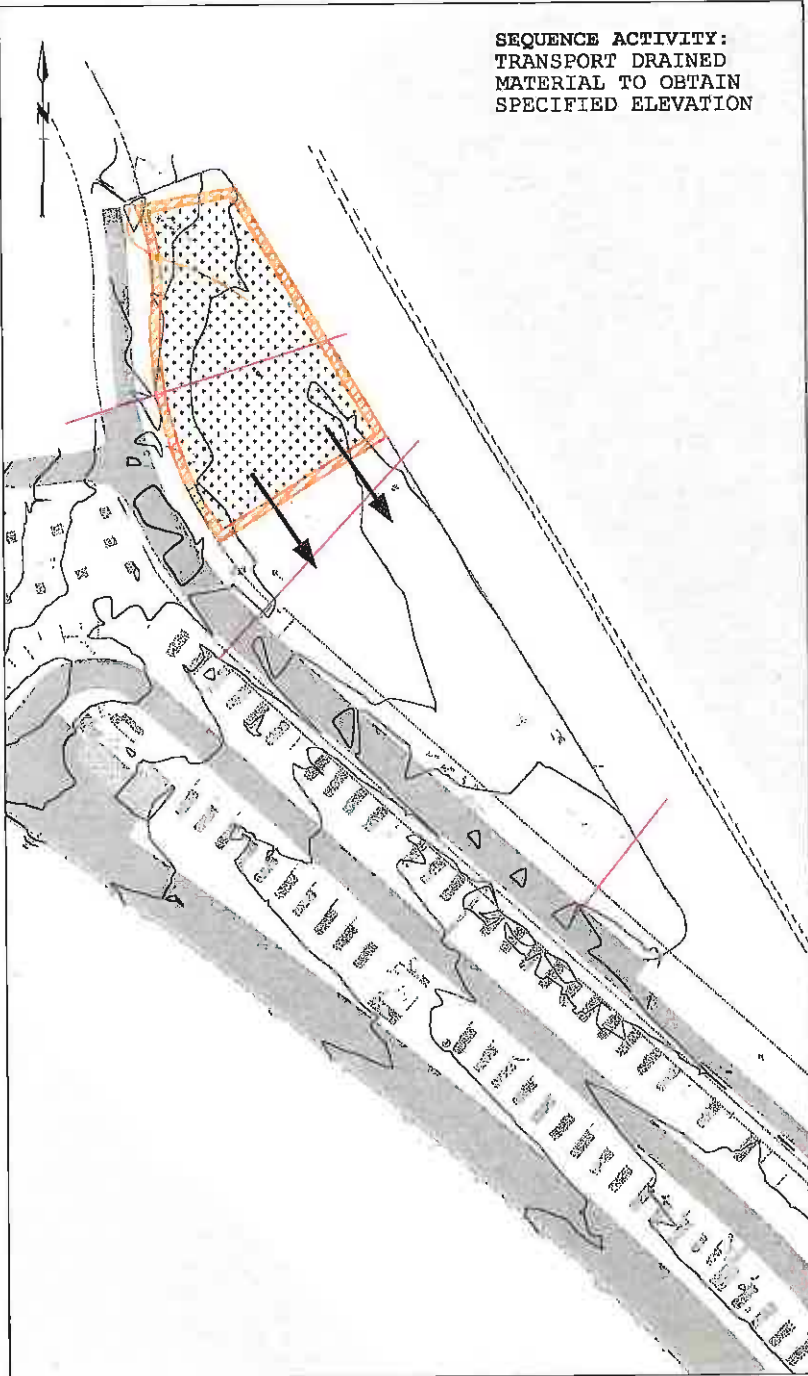 SEQUENCE ACTIVITY:
TRANSPORT DRAINED
MATERIAL TO OBTAIN
SPECIFIED ELEVATION
N